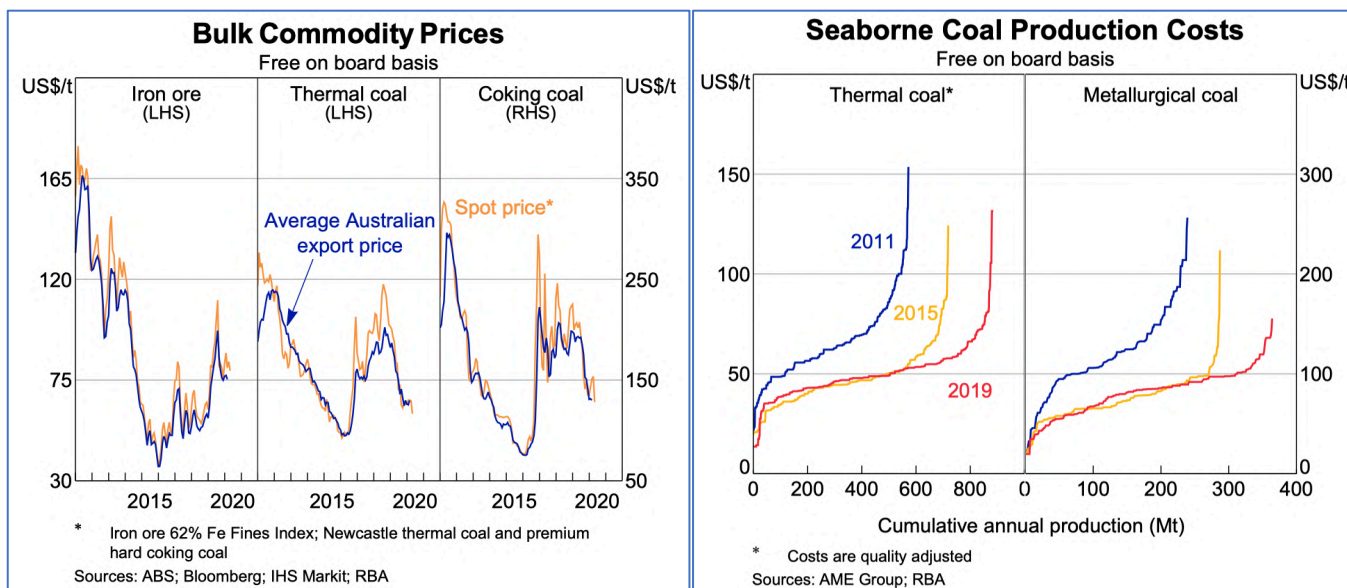 Bulk Commodity Prices
Free on board basis
US$/t
US$/t
Iron ore
(LHS)
Thermal coal
(LHS)
Coking coal
(RHS)
165
120
75
30
350
250
150
50
Average Australian
export price
Spot price*
2015
2020
2015
2020
2015
2020
* Iron ore 62% Fe Fines Index; Newcastle thermal coal and premium
hard coking coal
Sources: ABS; Bloomberg; IHS Markit; RBA
Seaborne Coal Production Costs
Free on board basis
US$/t
US$/t
Thermal coal*
Metallurgical coal
150
100
50
0
300
200
100
0
2011
2015
2019
0
200
400
600
800
0
100
200
300
400
Cumulative annual production (Mt)
* Costs are quality adjusted
Sources: AME Group; RBA